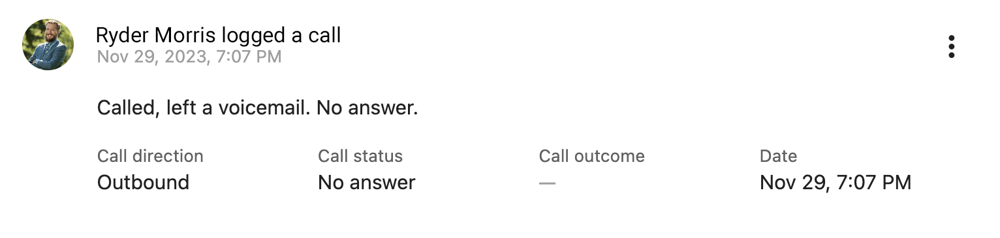 Ryder Morris logged a call
Nov 29, 2023, 7:07 PM
Called, left a voicemail. No answer.
Call direction Call status Call outcome Date
Outbound No answer — Nov 29, 7:07 PM